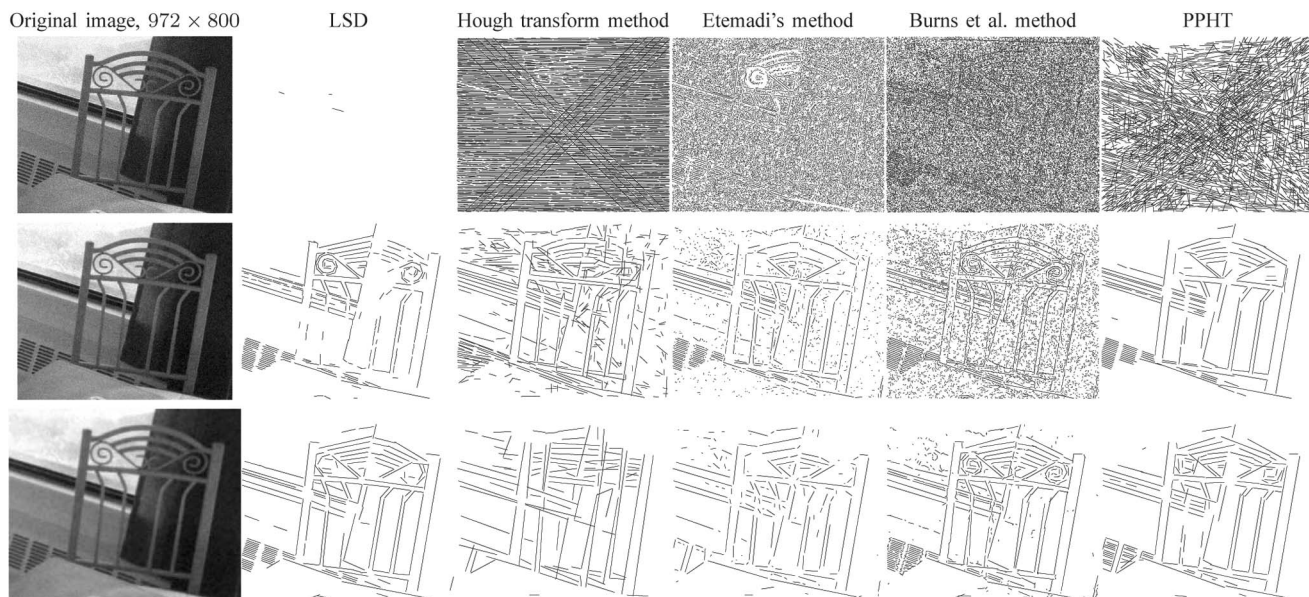 Original image, 972 × 800 LSD Hough transform method Etemadi's method Burns et al. method PPHT